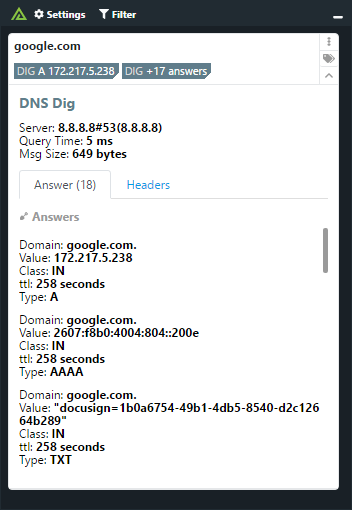 Settings Filter
google.com
DIG A 172.217.5.238 DIG +17 answers
DNS Dig
Server: 8.8.8.8#53(8.8.8.8)
Query Time: 5 ms
Msg Size: 649 bytes
Answer (18) Headers
Answers
Domain: google.com.
Value: 172.217.5.238
Class: IN
ttl: 258 seconds
Type: A
Domain: google.com.
Value: 2607:f8b0:4004:804::200e
Class: IN
ttl: 258 seconds
Type: AAAA
Domain: google.com.
Value: "docusign=1b0a6754-49b1-4db5-8540-d2c126
64b289"
Class: IN
ttl: 258 seconds
Type: TXT